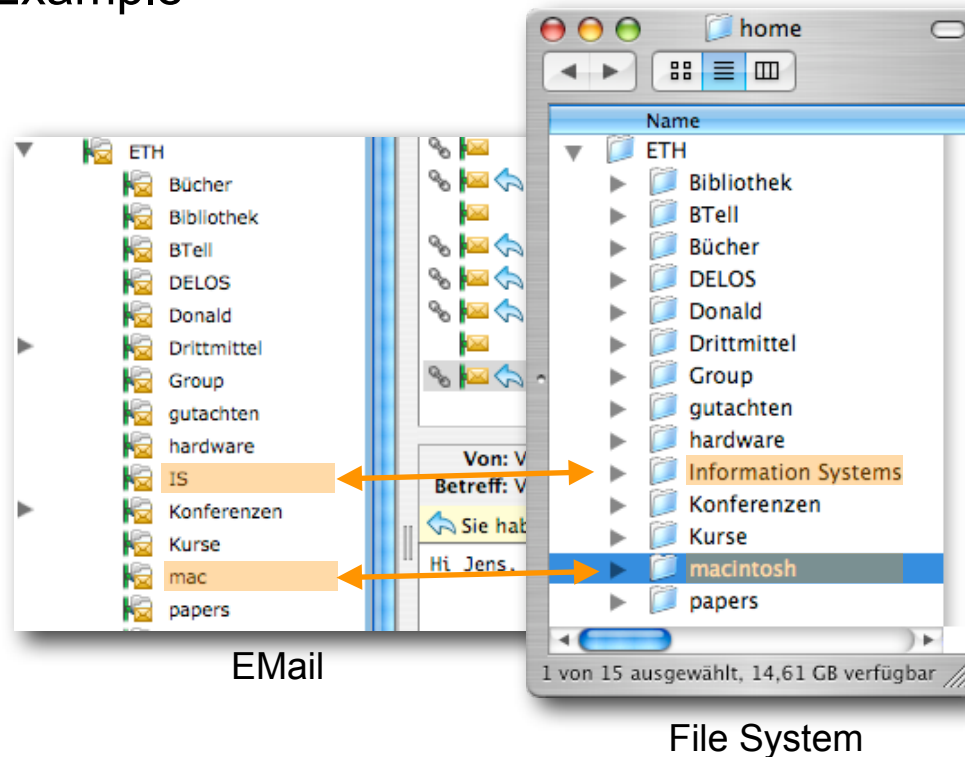 Example
home
Name
ETH
Bücher
Bibliothek
BTell
DELOS
Donald
Drittmittel
Group
gutachten
hardware
IS
Konferenzen
Kurse
mac
papers
Von: V
Betreff: V
Sie hab
Hi Jens,
ETH
Bibliothek
BTell
Bücher
DELOS
Donald
Drittmittel
Group
gutachten
hardware
Information Systems
Konferenzen
Kurse
macintosh
papers
1 von 15 ausgewählt, 14,61 GB verfügbar
EMail
File System